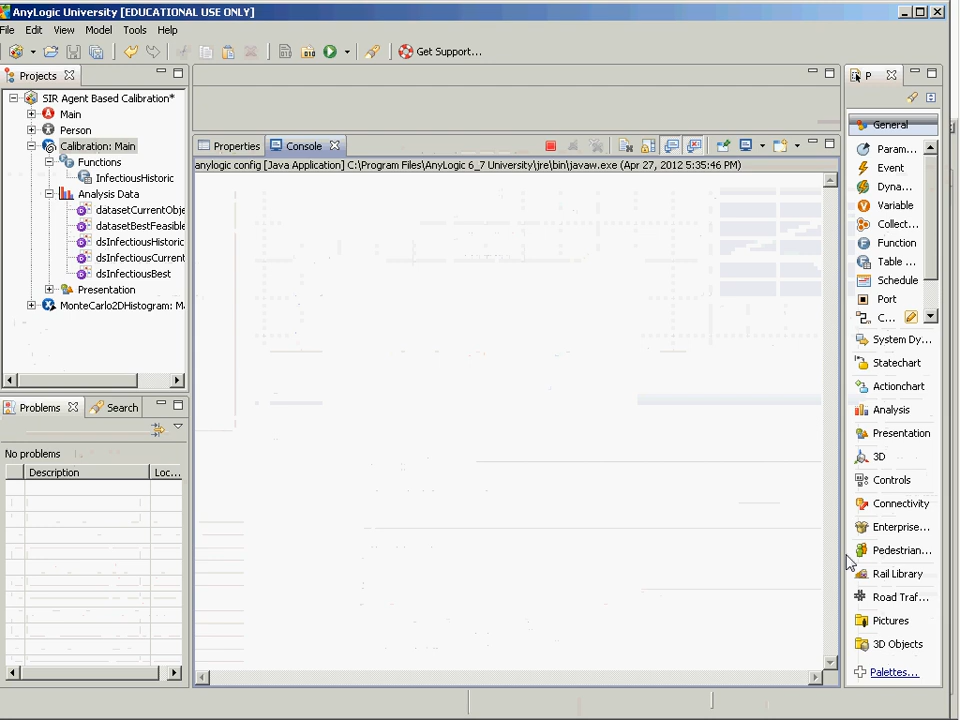 AnyLogic University [EDUCATIONAL USE ONLY]
File Edit View Model Tools Help
Get Support...
Projects
SIR Agent Based Calibration*
Main
Person
Calibration: Main
Functions
InfectiousHistoric
Analysis Data
datasetCurrentObje
datasetBestFeasible
dsInfectiousHistoric
dsInfectiousCurrent
dsInfectiousBest
Presentation
MonteCarlo2DHistogram: M
Problems Search
No problems
Description Loc...
Properties Console
anylogic config [Java Application] C:\Program Files\AnyLogic 6_7 University\jre\bin\javaw.exe (Apr 27, 2012 5:35:46 PM)
P
General
Param...
Event
Dyna...
Variable
Collect...
Function
Table ...
Schedule
Port
C...
System Dy...
Statechart
Actionchart
Analysis
Presentation
3D
Controls
Connectivity
Enterprise...
Pedestrian...
Rail Library
Road Traf...
Pictures
3D Objects
Palettes...